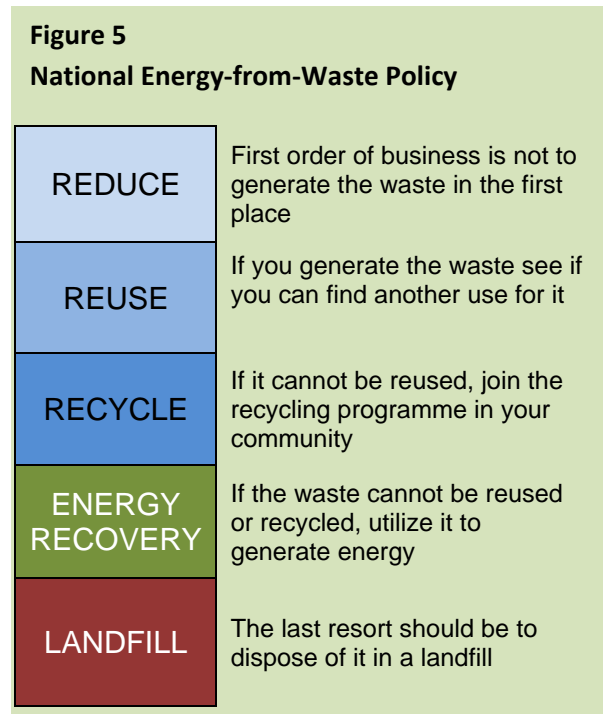 Figure 5
National Energy-from-Waste Policy
REDUCE
First order of business is not to
generate the waste in the first
place
REUSE
If you generate the waste see if
you can find another use for it
RECYCLE
If it cannot be reused, join the
recycling programme in your
community
ENERGY
RECOVERY
If the waste cannot be reused
or recycled, utilize it to
generate energy
LANDFILL
The last resort should be to
dispose of it in a landfill